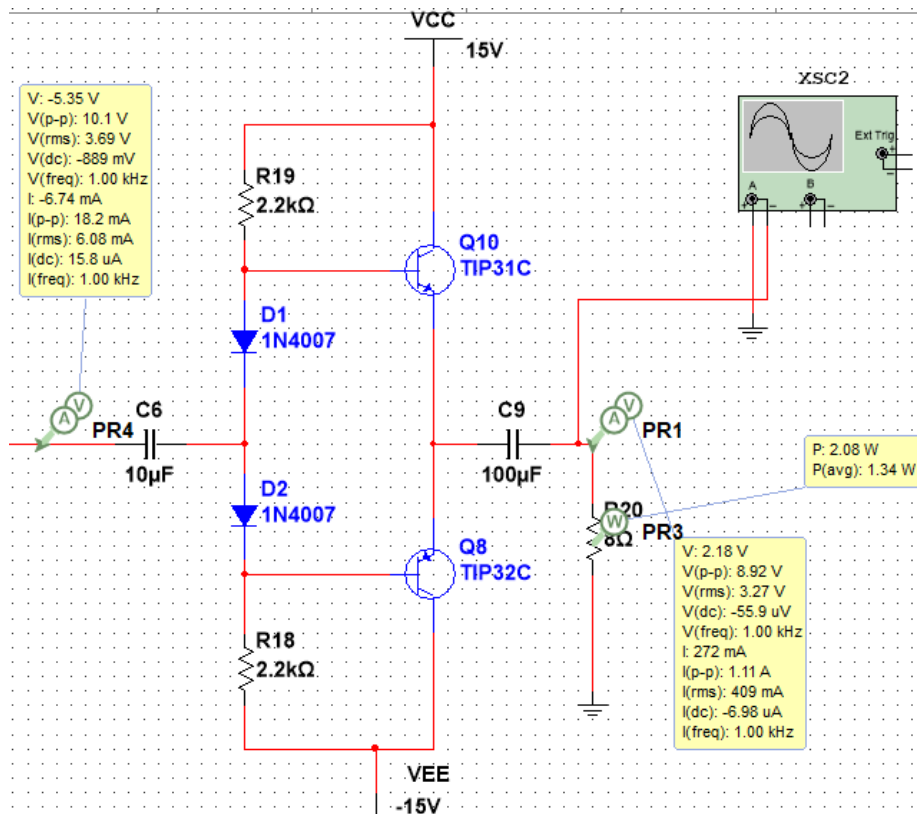 VCC
15V
XSC2
Ext Trig
+
−
A
B
+
−
+
−
V: -5.35 V
V(p-p): 10.1 V
V(rms): 3.69 V
V(dc): -889 mV
V(freq): 1.00 kHz
I: -6.74 mA
I(p-p): 18.2 mA
I(rms): 6.08 mA
I(dc): 15.8 uA
I(freq): 1.00 kHz
R19
2.2kΩ
Q10
TIP31C
D1
1N4007
V
A
PR4
C6
10µF
C9
100µF
V
A
PR1
P: 2.08 W
P(avg): 1.34 W
D2
1N4007
R20
8Ω
W
PR3
Q8
TIP32C
V: 2.18 V
V(p-p): 8.92 V
V(rms): 3.27 V
V(dc): -55.9 uV
V(freq): 1.00 kHz
I: 272 mA
I(p-p): 1.11 A
I(rms): 409 mA
I(dc): -6.98 uA
I(freq): 1.00 kHz
R18
2.2kΩ
VEE
-15V